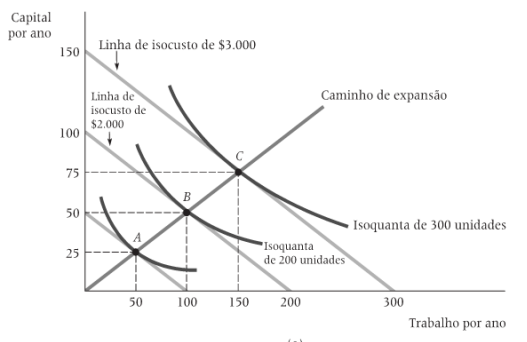 Capital
por ano
150
Linha de isocusto de $3.000
Linha de
isocusto de
$2.000
Caminho de expansão
100
C
75
B
50
Isoquanta de 300 unidades
A
Isoquanta
de 200 unidades
25
50
100
150
200
300
Trabalho por ano